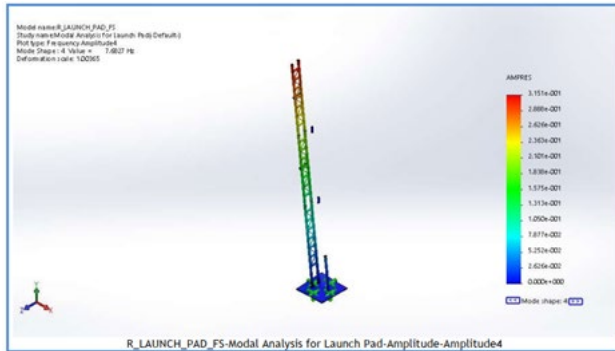 Model name:R_LAUNCH_PAD_FS
Study name:Modal Analysis for Launch Pad(-Default-)
Plot type: Frequency Amplitude4
Mode Shape : 4 Value = 7.6827 Hz
Deformation scale: 1.00365
AMPRES
3.151e-001
2.888e-001
2.626e-001
2.363e-001
2.101e-001
1.838e-001
1.575e-001
1.313e-001
1.050e-001
7.877e-002
5.252e-002
2.626e-002
0.000e+000
Mode shape: 4
Y
Z
X
R_LAUNCH_PAD_FS-Modal Analysis for Launch Pad-Amplitude-Amplitude4